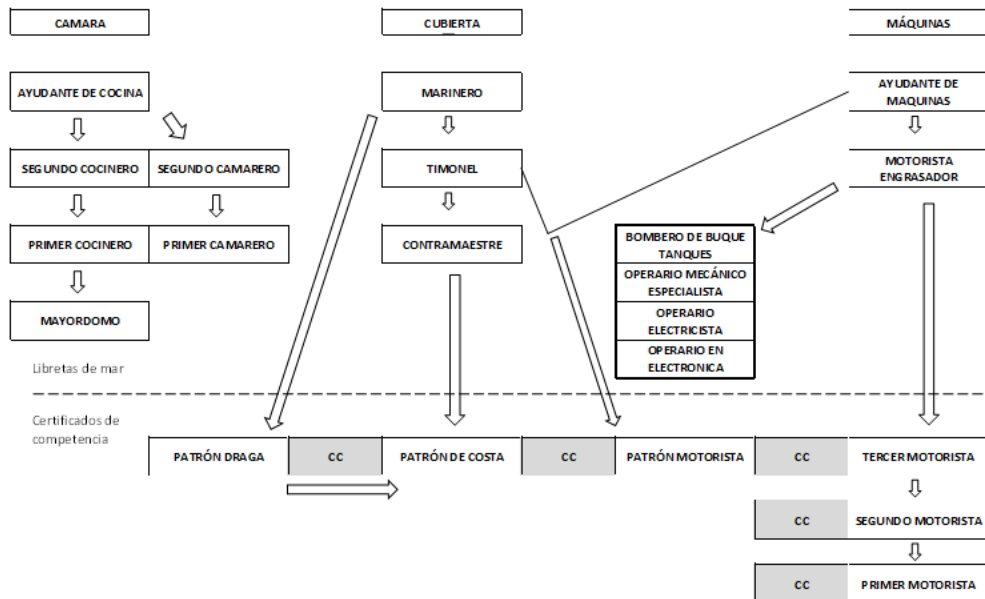 CAMARA
CUBIERTA
MÁQUINAS
AYUDANTE DE COCINA
MARINERO
AYUDANTE DE
MAQUINAS
SEGUNDO COCINERO
SEGUNDO CAMARERO
TIMONEL
MOTORISTA
ENGRASADOR
PRIMER COCINERO
PRIMER CAMARERO
CONTRAMAESTRE
BOMBERO DE BUQUE
TANQUES
OPERARIO MECÁNICO
ESPECIALISTA
OPERARIO
ELECTRICISTA
OPERARIO EN
ELECTRONICA
MAYORDOMO
Libretas de mar
Certificados de
competencia
PATRÓN DRAGA
CC
PATRÓN DE COSTA
CC
PATRÓN MOTORISTA
CC
TERCER MOTORISTA
CC
SEGUNDO MOTORISTA
CC
PRIMER MOTORISTA